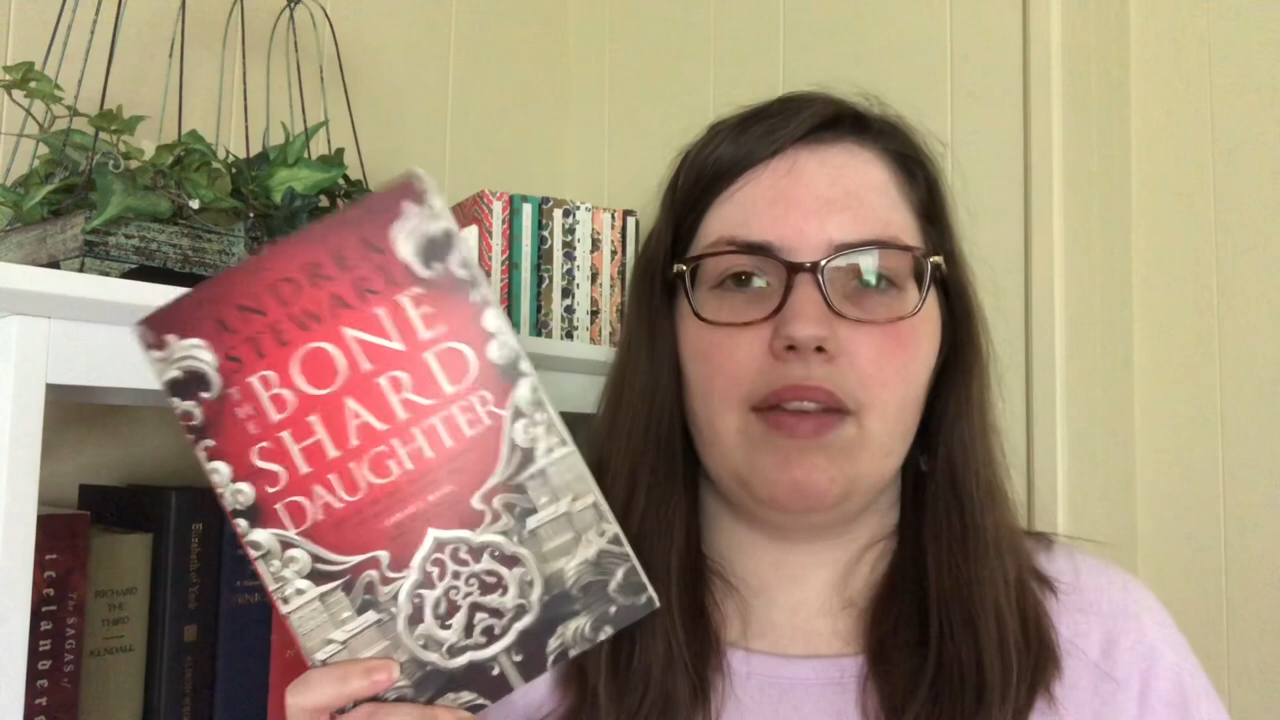 ANDREA
STEWART
THE
BONE
SHARD
DAUGHTER
The SAGAS of
Icelanders
RICHARD
THE
THIRD
KENDALL
Elizabeth of York